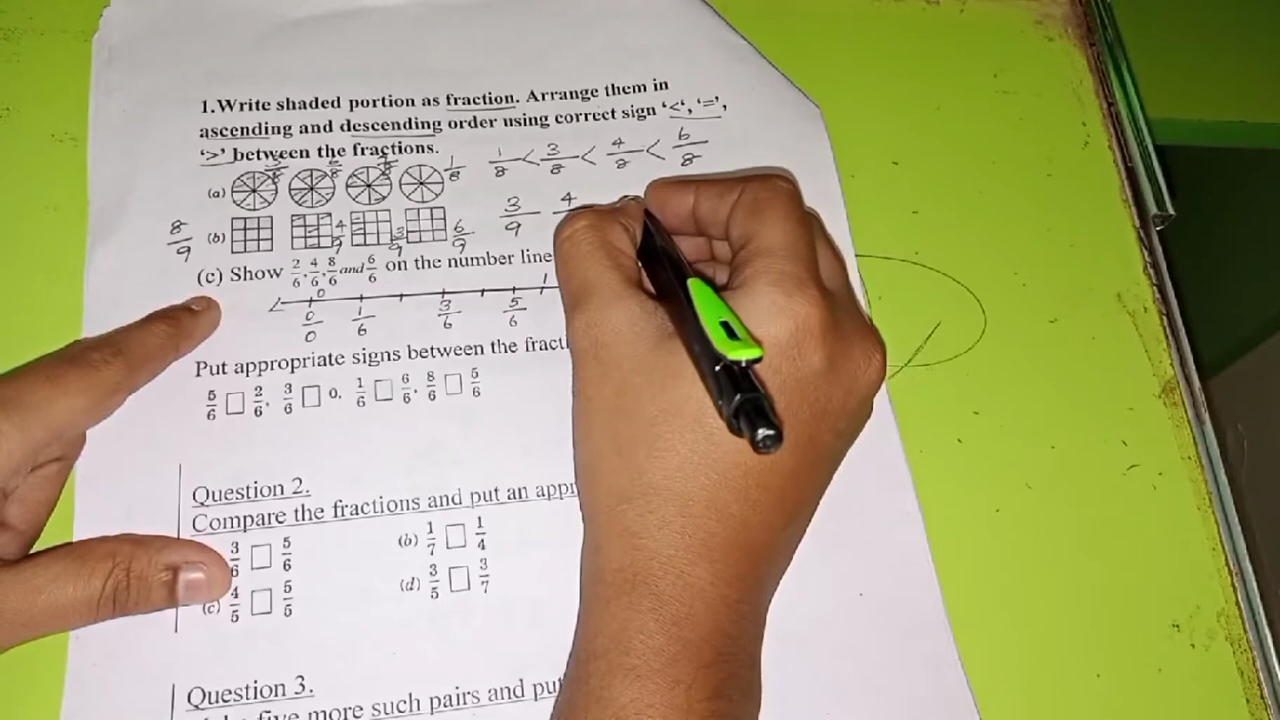 1.Write shaded portion as fraction. Arrange them in
ascending and descending order using correct sign ‘<‘, ‘=’,
‘>’ between the fractions.
(a) 3/8 6/8 4/8 1/8 1/8 < 3/8 < 4/8 < 6/8
8/9 (b) 4/9 3/9 6/9 3/9 4
(c) Show 2/6, 4/6, 8/6 and 6/6 on the number line
0 1
0/0 1/6 3/6 5/6
Put appropriate signs between the
5/6 □ 2/6, 3/6 □ 0, 1/6 □ 6/6, 8/6 □ 5/6
Question 2.
Compare the fractions and put an
3/6 □ 5/6 (b) 1/7 □ 1/4
(c) 4/5 □ 5/5 (d) 3/5 □ 3/7
Question 3.
five more such pairs and